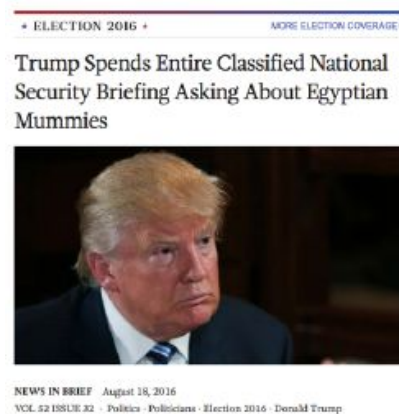 • ELECTION 2016 •
MORE ELECTION COVERAGE
Trump Spends Entire Classified National
Security Briefing Asking About Egyptian
Mummies
NEWS IN BRIEF August 18, 2016
VOL 52 ISSUE 32 · Politics · Politicians · Election 2016 · Donald Trump